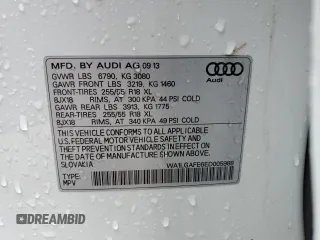 MFD. BY AUDI AG 09 13
GVWR LBS 6790, KG 3080
GAWR FRONT LBS 3219, KG 1460
FRONT-TIRES 255/55 R18 XL
8JX18 RIMS, AT 300 KPA 44 PSI COLD
GAWR REAR LBS 3913, KG 1775
REAR-TIRES 255/55 R18 XL
8JX18 RIMS, AT 340 KPA 49 PSI COLD
THIS VEHICLE CONFORMS TO ALL APPLICABLE
U.S. FEDERAL MOTOR VEHICLE SAFETY AND
THEFT PREVENTION STANDARDS IN EFFECT ON
THE DATE OF MANUFACTURE SHOWN ABOVE.
SLOVAKIA
TYPE:
MPV
Audi
DREAMBID
DREAMBID.COM